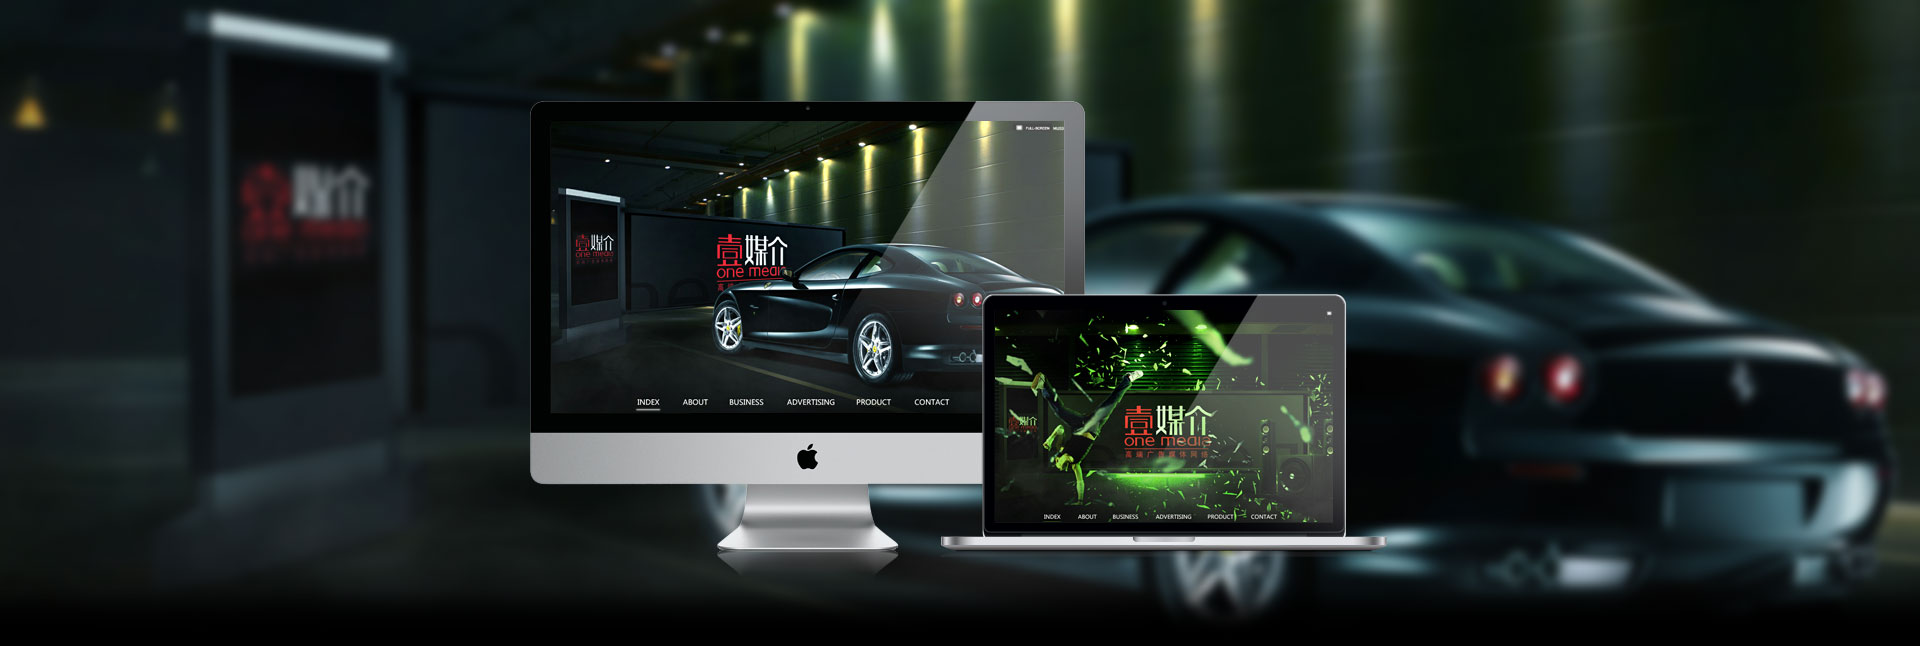 媒介
FULL-SCREEN MUSIC
壹媒介
one media
壹媒介
one media
INDEX ABOUT BUSINESS ADVERTISING PRODUCT CONTACT
壹媒介
one media
高端广告媒体网络
媒介
INDEX ABOUT BUSINESS ADVERTISING PRODUCT CONTACT